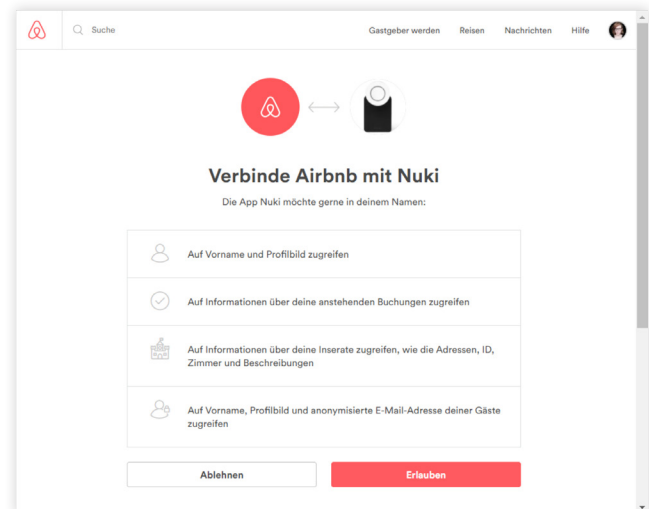 Suche Gastgeber werden Reisen Nachrichten Hilfe
Verbinde Airbnb mit Nuki
Die App Nuki möchte gerne in deinem Namen:
Auf Vorname und Profilbild zugreifen
Auf Informationen über deine anstehenden Buchungen zugreifen
Auf Informationen über deine Inserate zugreifen, wie die Adressen, ID,
Zimmer und Beschreibungen
Auf Vorname, Profilbild und anonymisierte E-Mail-Adresse deiner Gäste
zugreifen
Ablehnen Erlauben